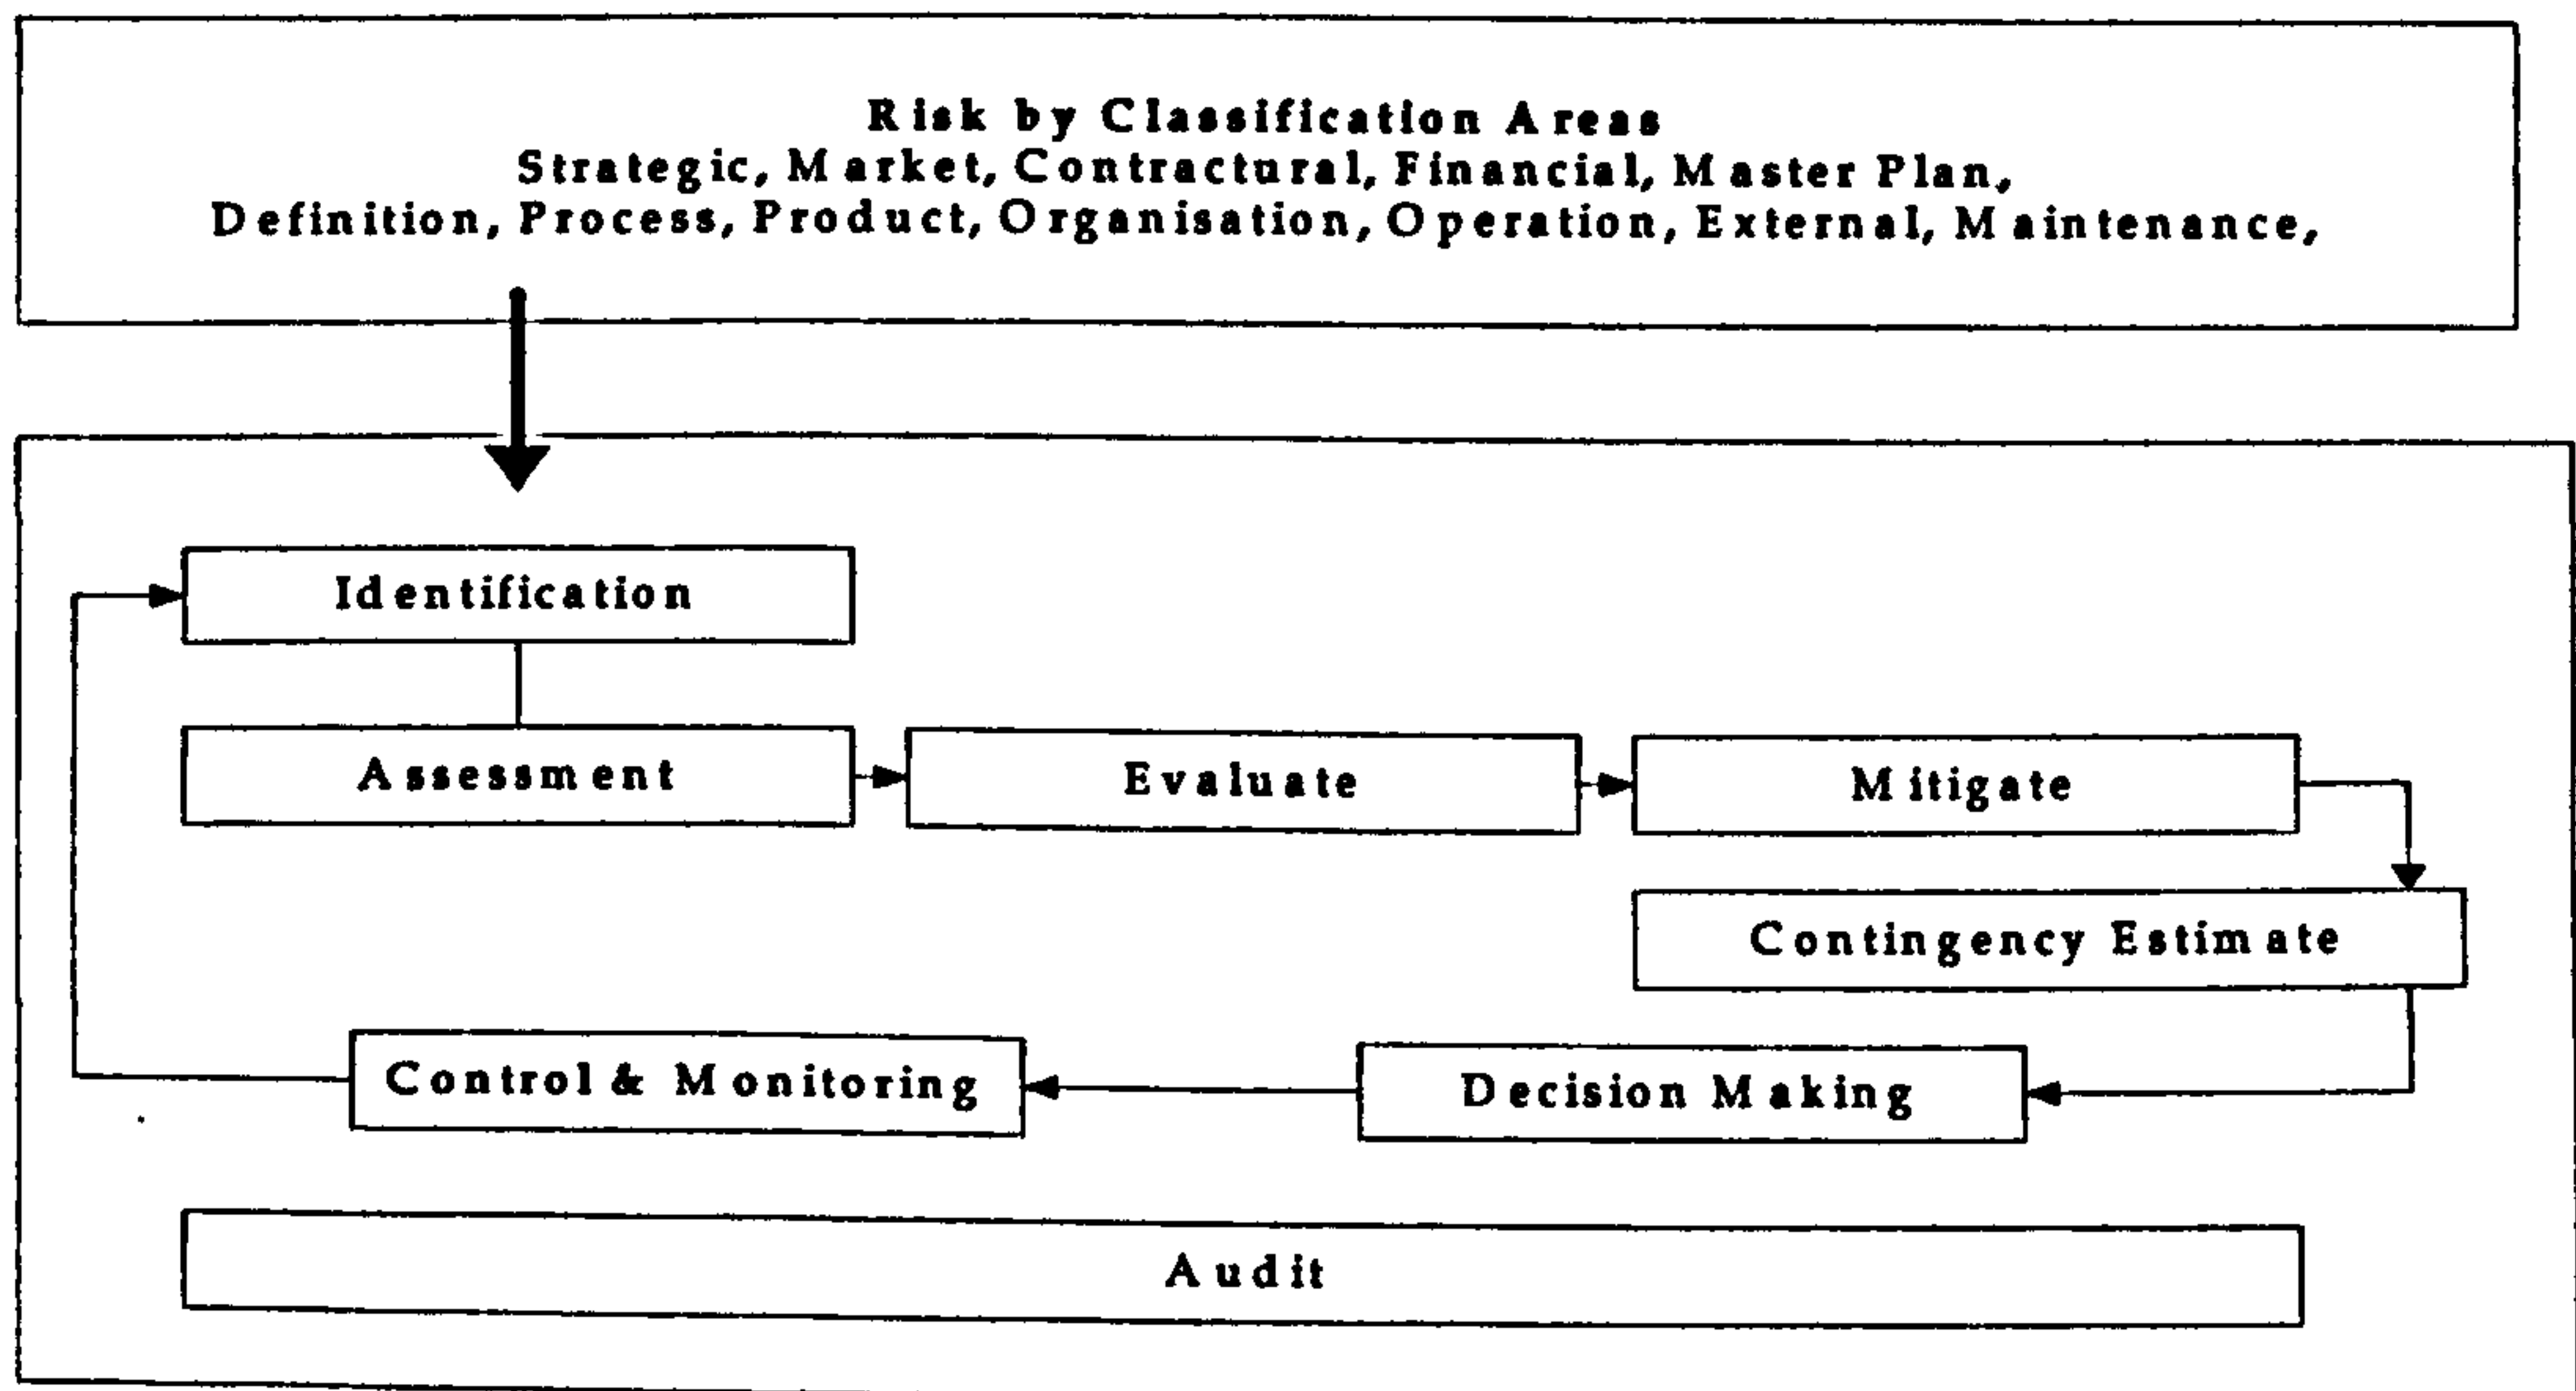 Risk by Classification Areas
Strategic, Market, Contractural, Financial, Master Plan,
Definition, Process, Product, Organisation, Operation, External, Maintenance,
Identification
Assessment
Evaluate
Mitigate
Contingency Estimate
Control & Monitoring
Decision Making
Audit